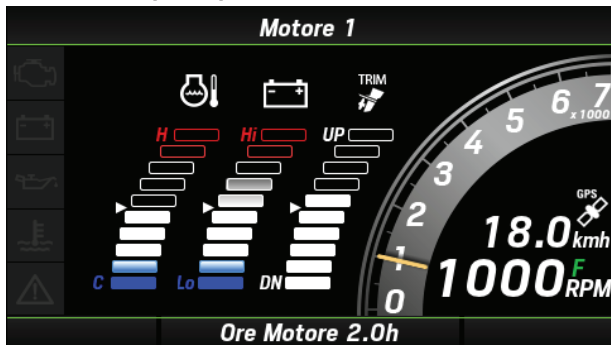 Motore 1
TRIM
H Hi UP
C Lo DN
0 1 2 3 4 5 6 7
x 1000
GPS
18.0 kmh
F
1000 RPM
Ore Motore 2.0h